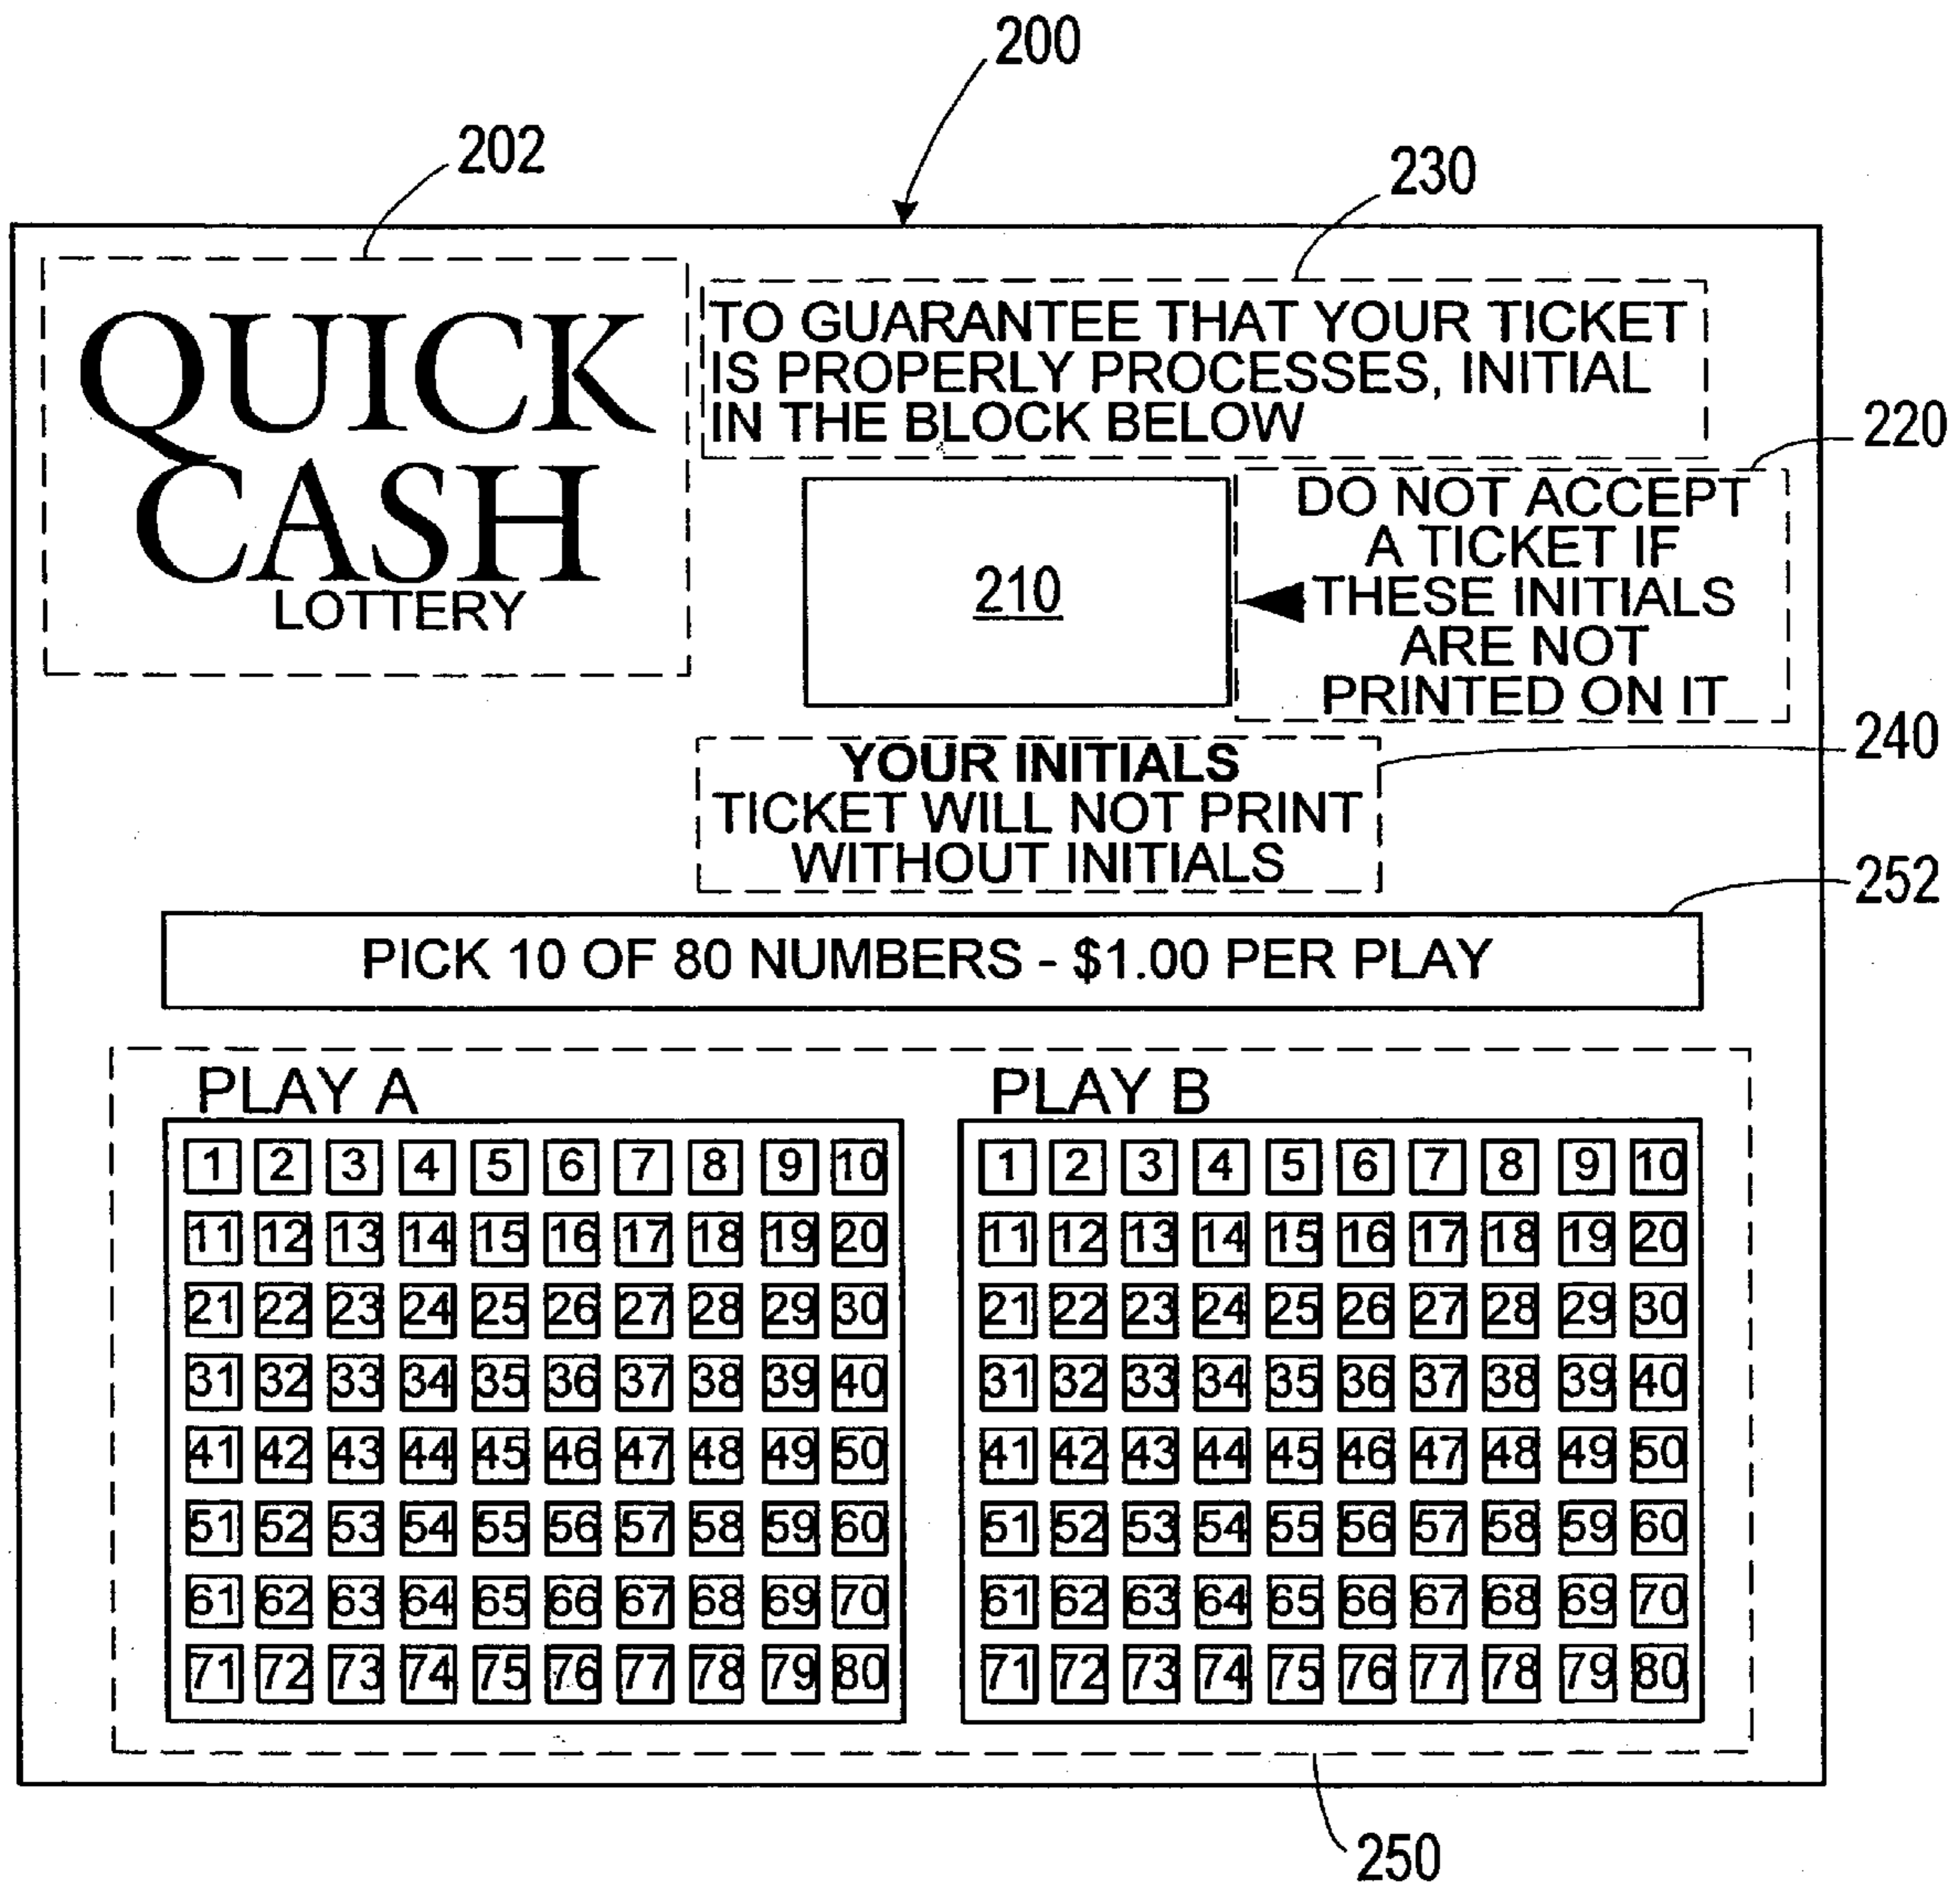 200
202
230
QUICK
CASH
LOTTERY
TO GUARANTEE THAT YOUR TICKET
IS PROPERLY PROCESSES, INITIAL
IN THE BLOCK BELOW
220
210
DO NOT ACCEPT
A TICKET IF
THESE INITIALS
ARE NOT
PRINTED ON IT
240
YOUR INITIALS
TICKET WILL NOT PRINT
WITHOUT INITIALS
252
PICK 10 OF 80 NUMBERS - $1.00 PER PLAY
PLAY A
1 2 3 4 5 6 7 8 9 10
11 12 13 14 15 16 17 18 19 20
21 22 23 24 25 26 27 28 29 30
31 32 33 34 35 36 37 38 39 40
41 42 43 44 45 46 47 48 49 50
51 52 53 54 55 56 57 58 59 60
61 62 63 64 65 66 67 68 69 70
71 72 73 74 75 76 77 78 79 80
PLAY B
1 2 3 4 5 6 7 8 9 10
11 12 13 14 15 16 17 18 19 20
21 22 23 24 25 26 27 28 29 30
31 32 33 34 35 36 37 38 39 40
41 42 43 44 45 46 47 48 49 50
51 52 53 54 55 56 57 58 59 60
61 62 63 64 65 66 67 68 69 70
71 72 73 74 75 76 77 78 79 80
250